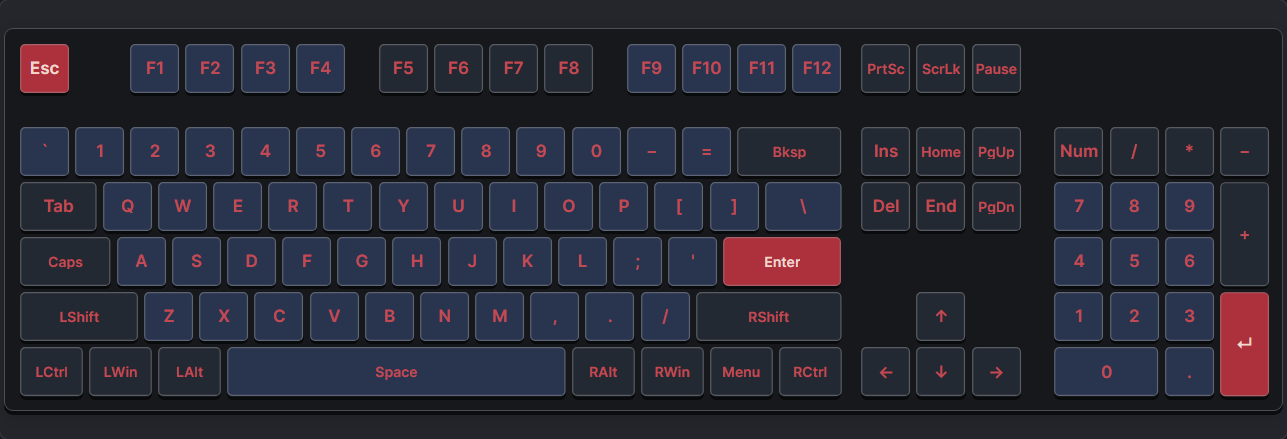 Esc F1 F2 F3 F4 F5 F6 F7 F8 F9 F10 F11 F12 PrtSc ScrLk Pause
` 1 2 3 4 5 6 7 8 9 0 − = Bksp Ins Home PgUp Num / * −
Tab Q W E R T Y U I O P [ ] \ Del End PgDn 7 8 9 +
Caps A S D F G H J K L ; ' Enter 4 5 6
LShift Z X C V B N M , . / RShift ↑ 1 2 3 ↵
LCtrl LWin LAlt Space RAlt RWin Menu RCtrl ← ↓ → 0 .